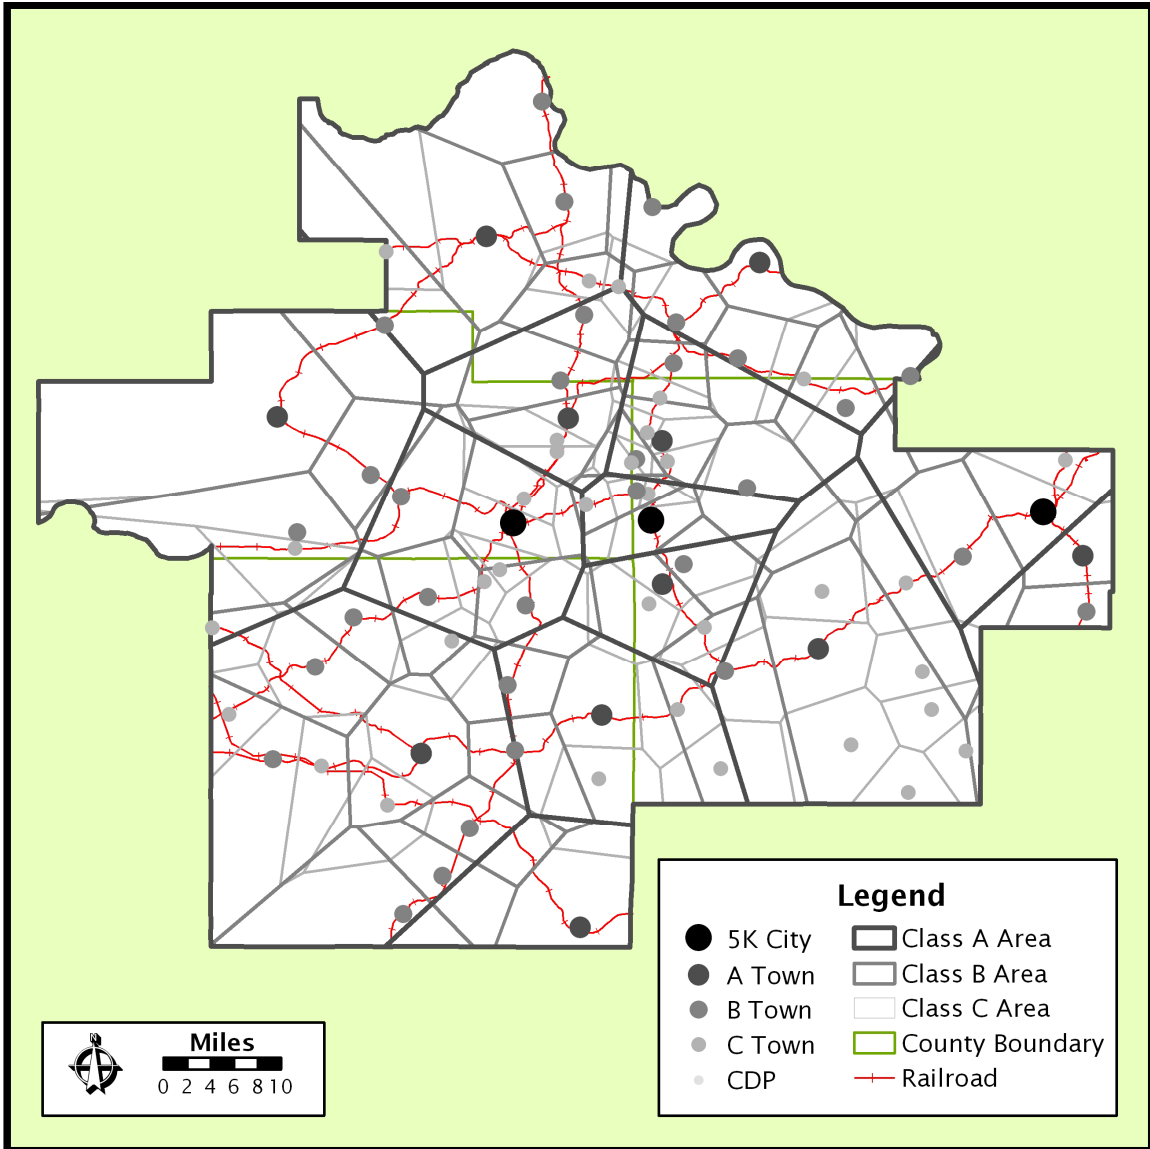 Legend
5K City
A Town
B Town
C Town
CDP
Class A Area
Class B Area
Class C Area
County Boundary
Railroad
N
Miles
0 2 4 6 8 10